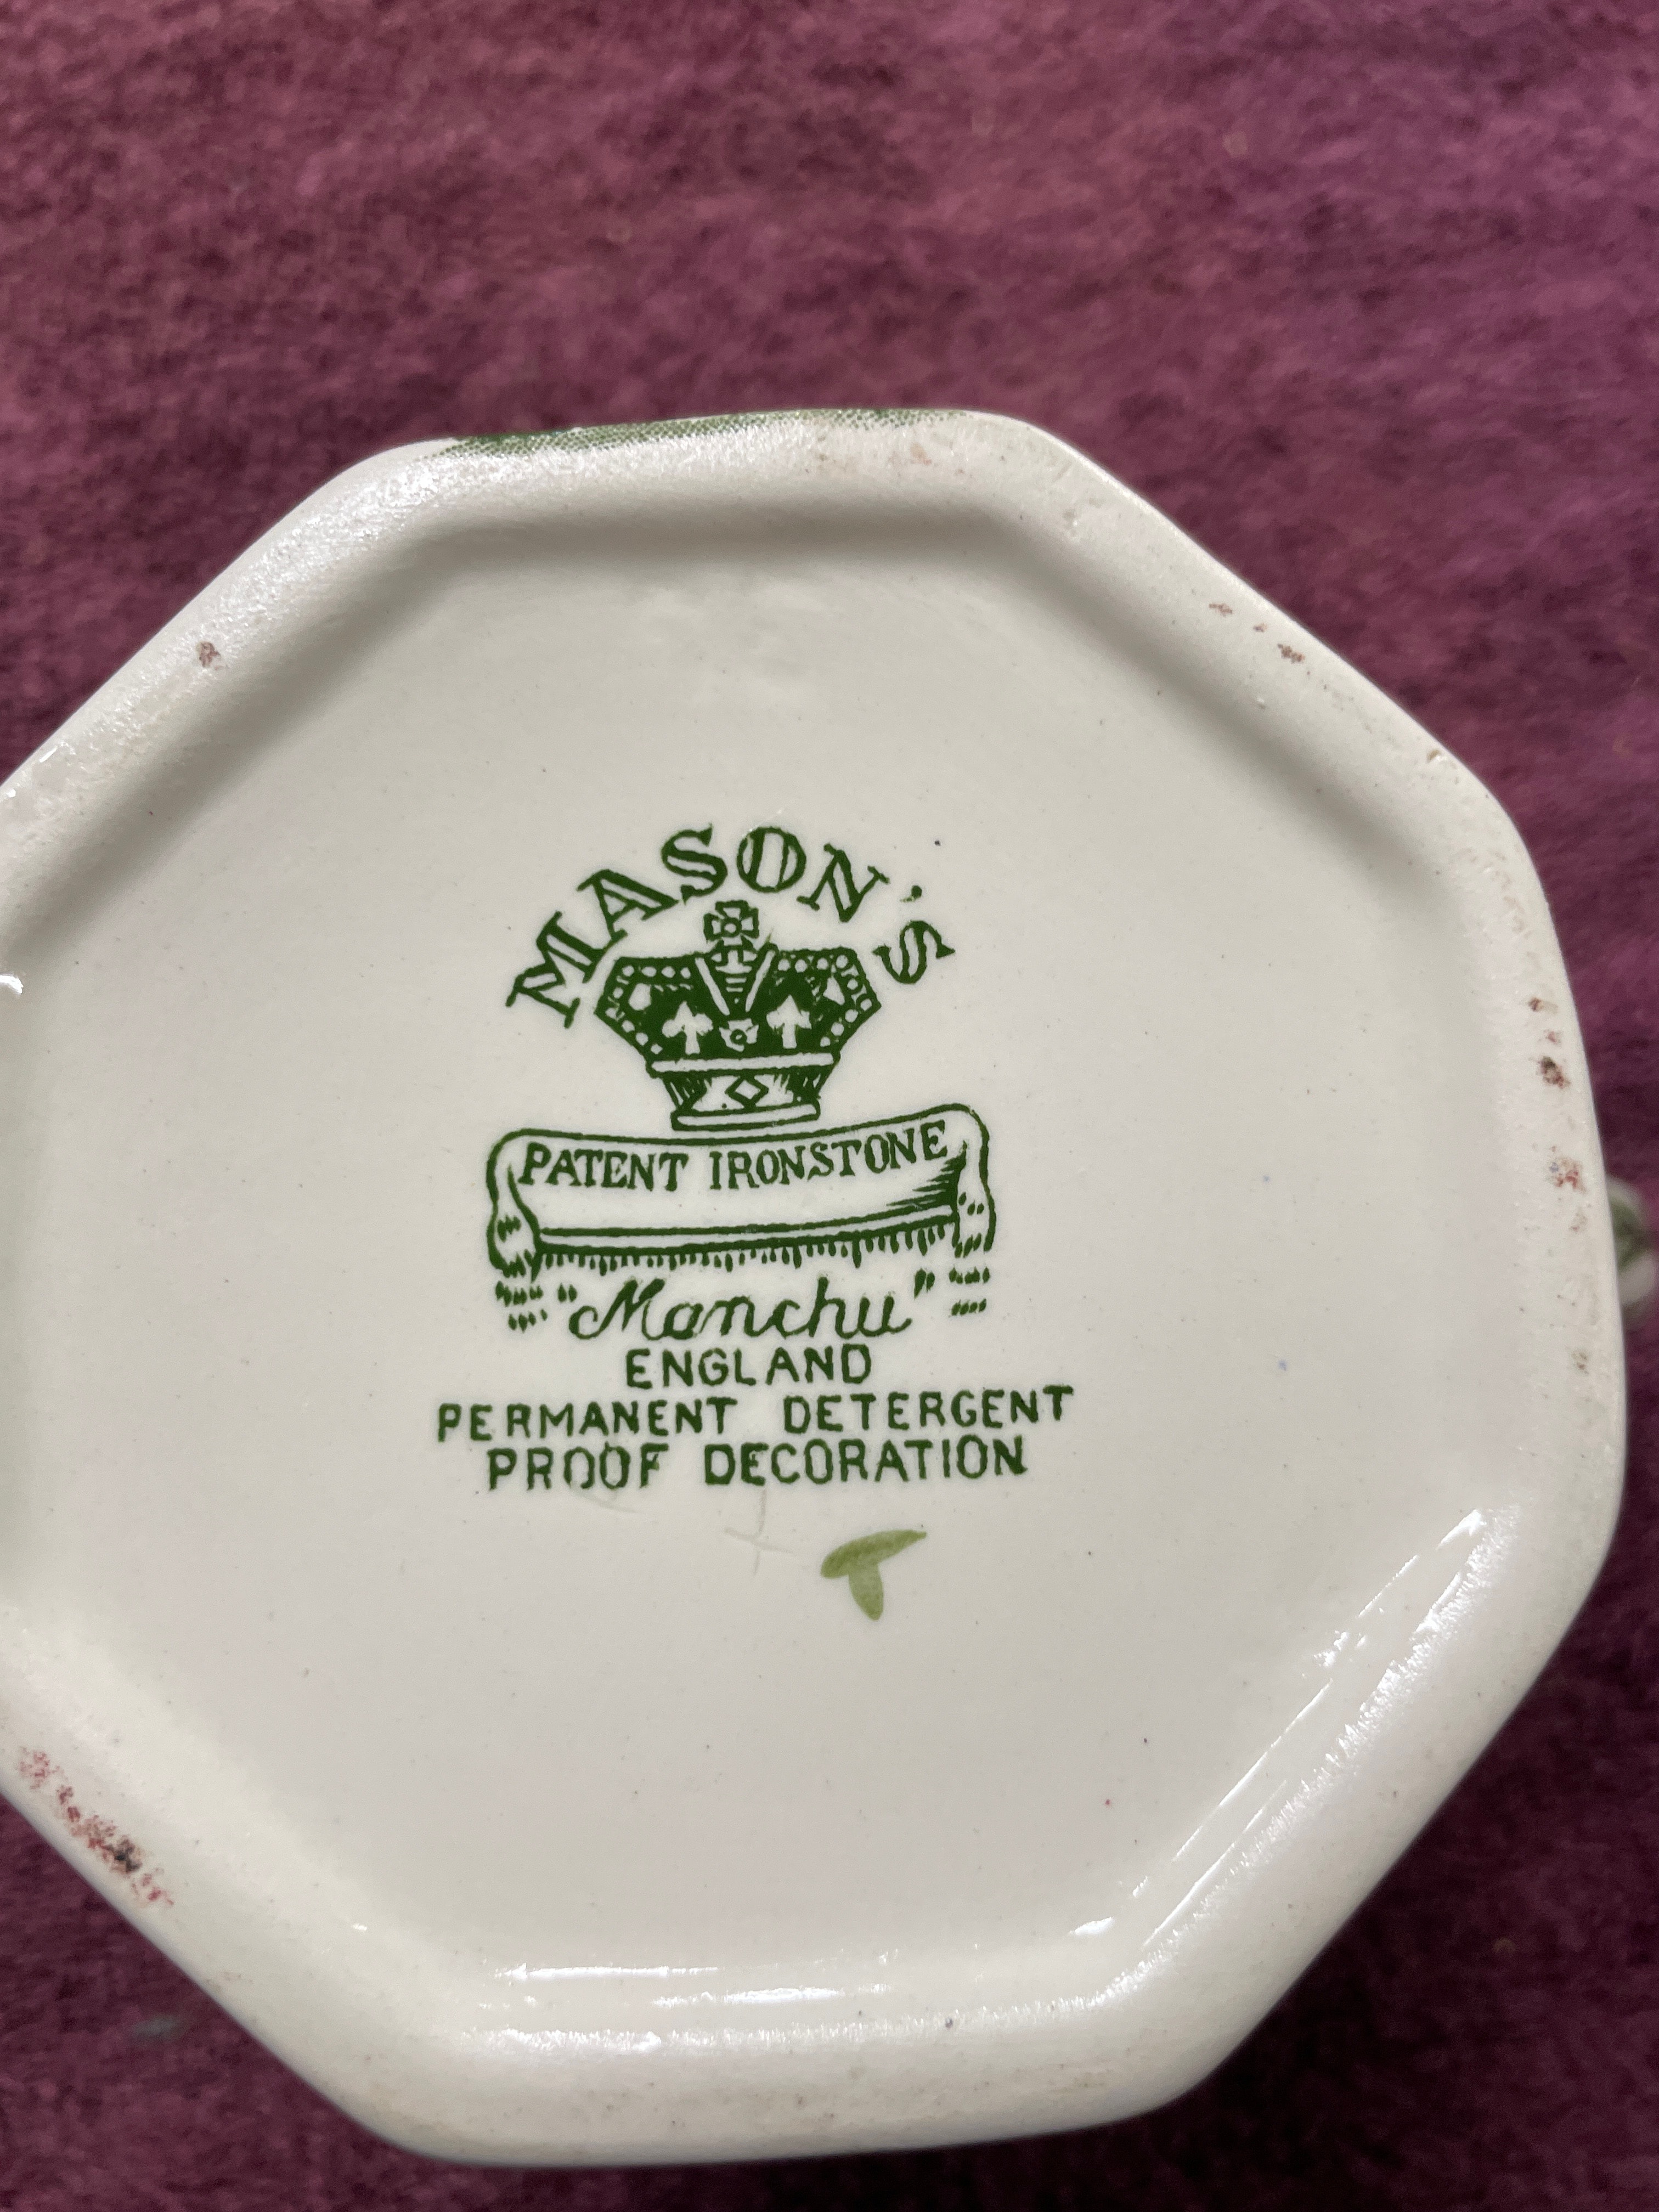 MASON'S
PATENT IRONSTONE
"Manchu"
ENGLAND
PERMANENT DETERGENT
PROOF DECORATION